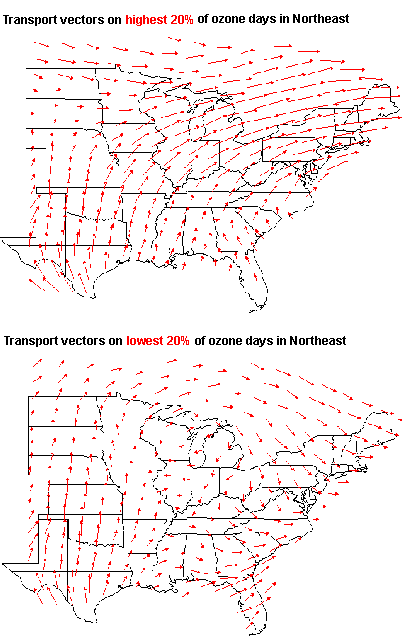 Transport vectors on highest 20% of ozone days in Northeast
Transport vectors on lowest 20% of ozone days in Northeast